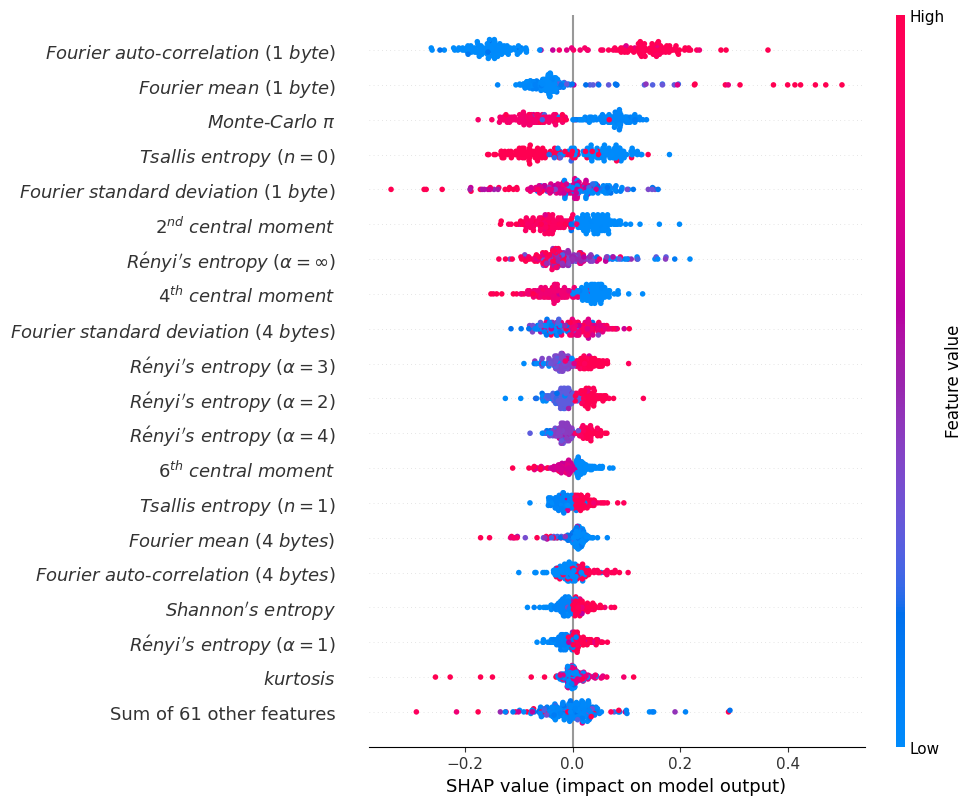 High
Fourier auto-correlation (1 byte)
Fourier mean (1 byte)
Monte-Carlo π
Tsallis entropy (n = 0)
Fourier standard deviation (1 byte)
2nd central moment
Rényi′s entropy (α = ∞)
4th central moment
Fourier standard deviation (4 bytes)
Rényi′s entropy (α = 3)
Rényi′s entropy (α = 2)
Rényi′s entropy (α = 4)
6th central moment
Tsallis entropy (n = 1)
Fourier mean (4 bytes)
Fourier auto-correlation (4 bytes)
Shannon′s entropy
Rényi′s entropy (α = 1)
kurtosis
Sum of 61 other features
Feature value
Low
−0.2 0.0 0.2 0.4
SHAP value (impact on model output)